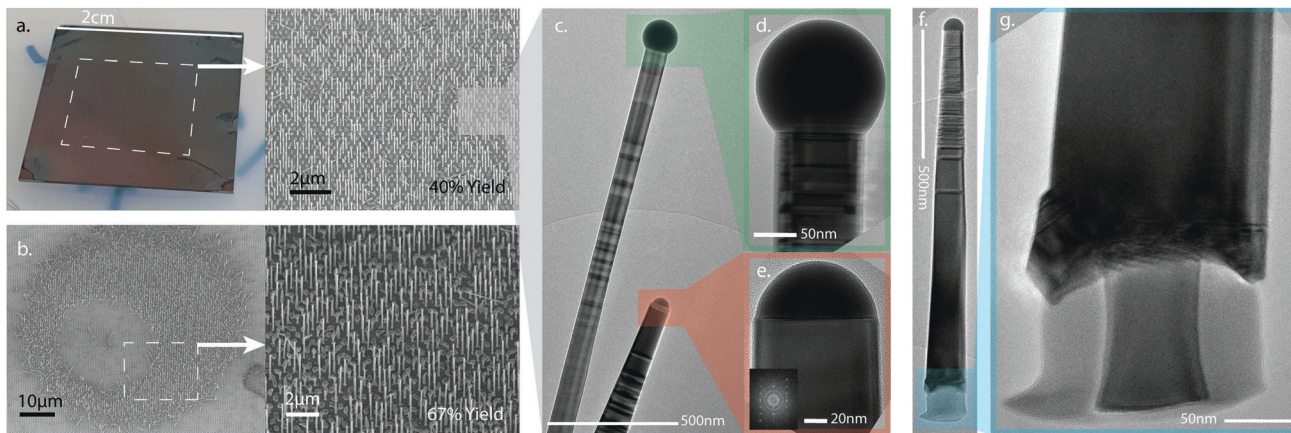 a.
2cm
2μm
40% Yield
b.
10μm
2μm
67% Yield
c.
500nm
d.
50nm
e.
20nm
f.
500nm
g.
50nm